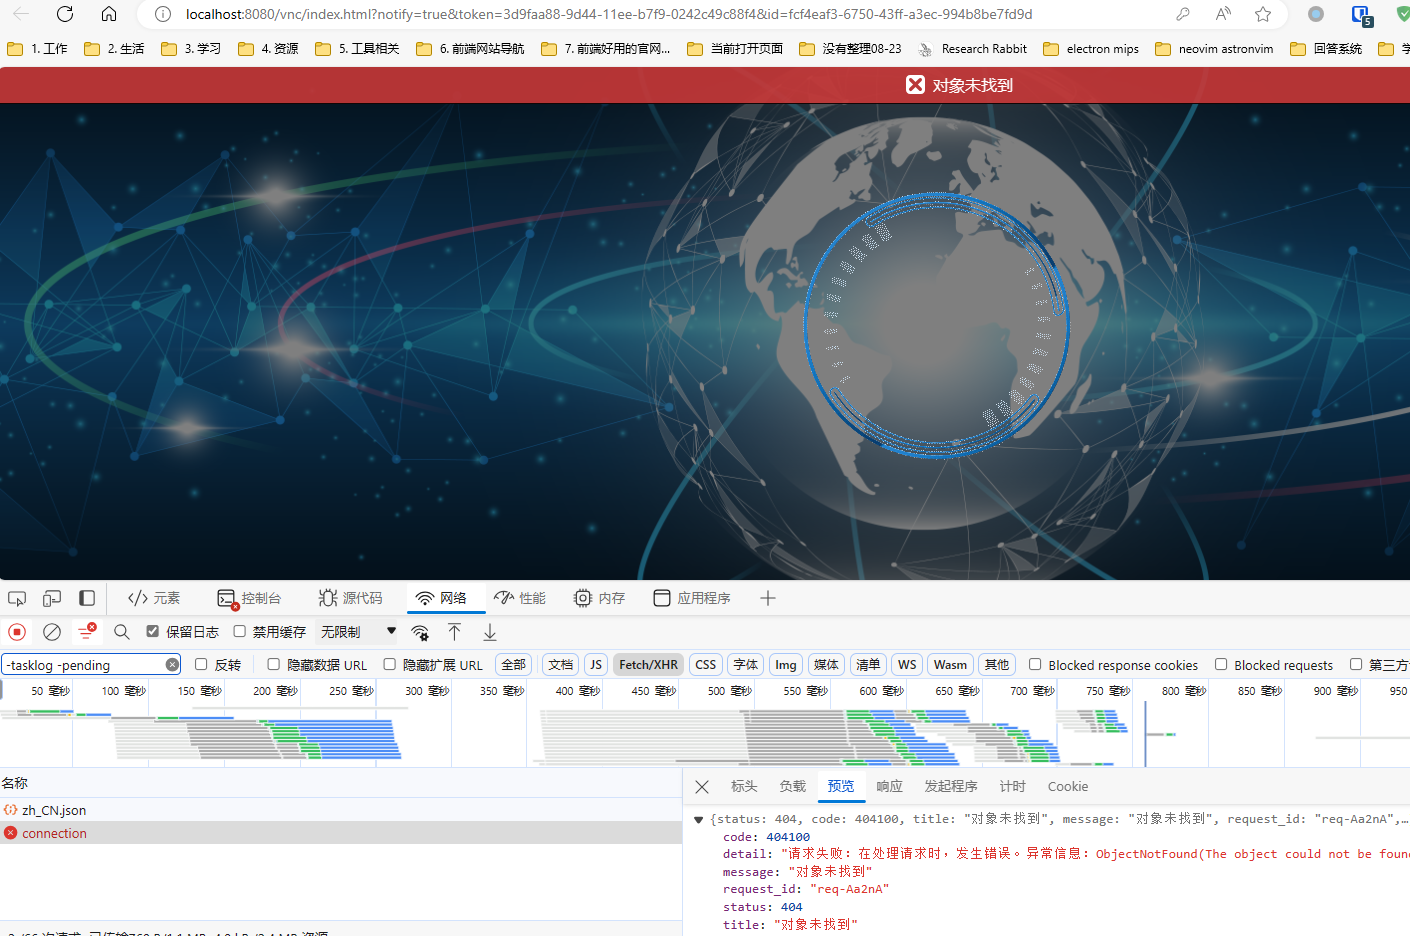 localhost:8080/vnc/index.html?notify=true&token=3d9faa88-9d44-11ee-b7f9-0242c49c88f4&id=fcf4eaf3-6750-43ff-a3ec-994b8be7fd9d
5
1. 工作 2. 生活 3. 学习 4. 资源 5. 工具相关 6. 前端网站导航 7. 前端好用的官网... 当前打开页面 没有整理08-23 Research Rabbit electron mips neovim astronvim 回答系统 学
对象未找到
元素 控制台 源代码 网络 性能 内存 应用程序
保留日志 禁用缓存 无限制
-tasklog -pending 反转 隐藏数据 URL 隐藏扩展 URL 全部 文档 JS Fetch/XHR CSS 字体 Img 媒体 清单 WS Wasm 其他 Blocked response cookies Blocked requests 第三方
50 毫秒 100 毫秒 150 毫秒 200 毫秒 250 毫秒 300 毫秒 350 毫秒 400 毫秒 450 毫秒 500 毫秒 550 毫秒 600 毫秒 650 毫秒 700 毫秒 750 毫秒 800 毫秒 850 毫秒 900 毫秒 950
名称
zh_CN.json
connection
标头 负载 预览 响应 发起程序 计时 Cookie
{status: 404, code: 404100, title: "对象未找到", message: "对象未找到", request_id: "req-Aa2nA",…
code: 404100
detail: "请求失败: 在处理请求时，发生错误。异常信息: ObjectNotFound(The object could not be foun
message: "对象未找到"
request_id: "req-Aa2nA"
status: 404
title: "对象未找到"